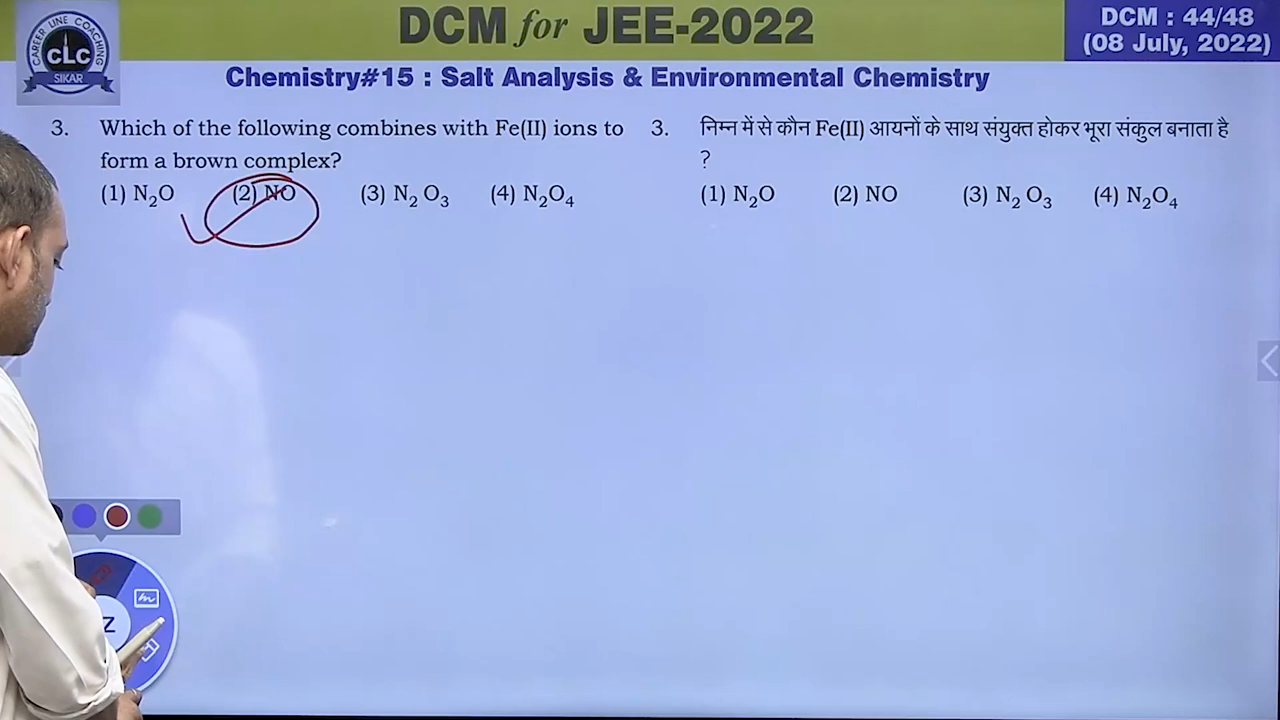 DCM for JEE-2022
DCM : 44/48
(08 July, 2022)
CAREER LINE COACHING
CLC
SIKAR
Chemistry#15 : Salt Analysis & Environmental Chemistry
3. Which of the following combines with Fe(II) ions to
form a brown complex?
(1) N₂O (2) NO (3) N₂ O₃ (4) N₂O₄
3. निम्न में से कौन Fe(II) आयनों के साथ संयुक्त होकर भूरा संकुल बनाता है
?
(1) N₂O (2) NO (3) N₂ O₃ (4) N₂O₄
Z